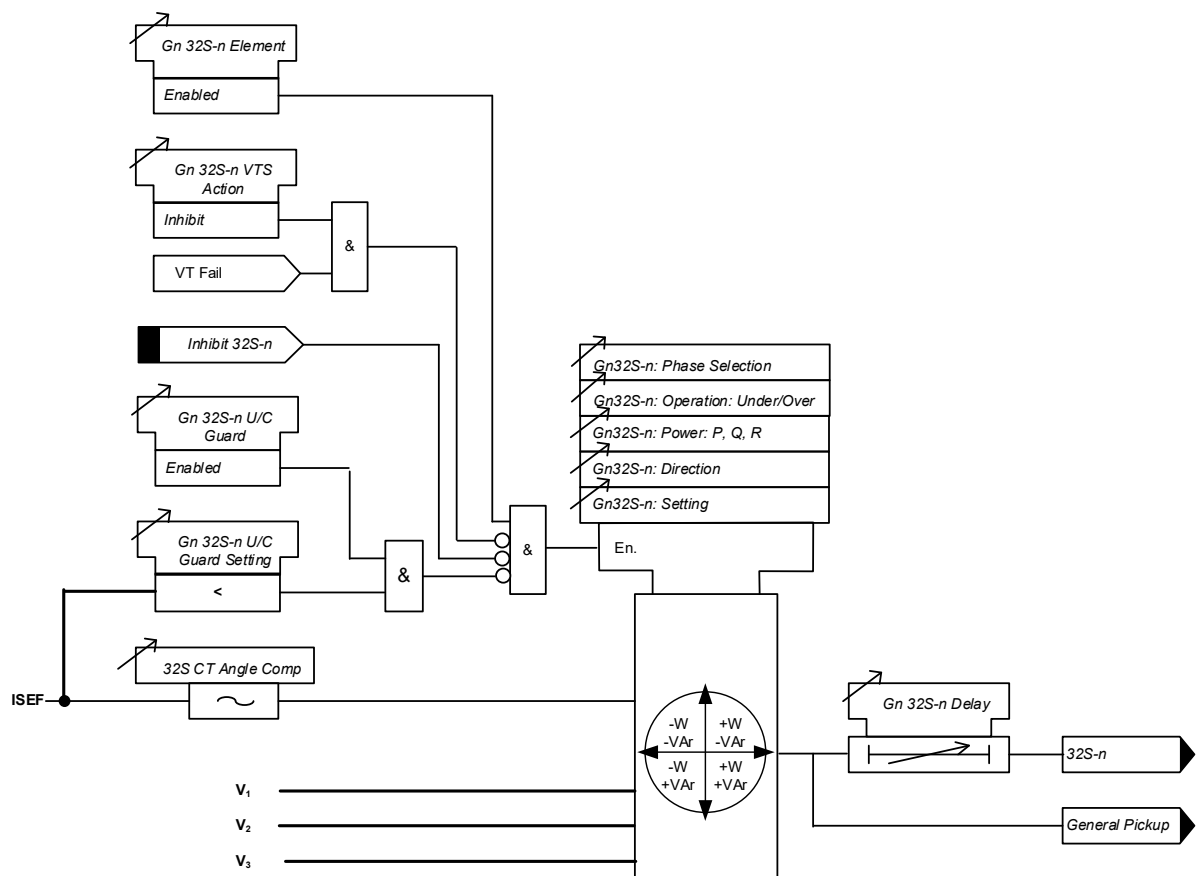 Gn 32S-n Element
Enabled
Gn 32S-n VTS
Action
Inhibit
&
VT Fail
Inhibit 32S-n
Gn 32S-n U/C
Guard
Enabled
Gn 32S-n U/C
Guard Setting
<
&
&
Gn32S-n: Phase Selection
Gn32S-n: Operation: Under/Over
Gn32S-n: Power: P, Q, R
Gn32S-n: Direction
Gn32S-n: Setting
En.
32S CT Angle Comp
ISEF
-W
-VAr
+W
-VAr
-W
+VAr
+W
+VAr
V₁
V₂
V₃
Gn 32S-n Delay
32S-n
General Pickup